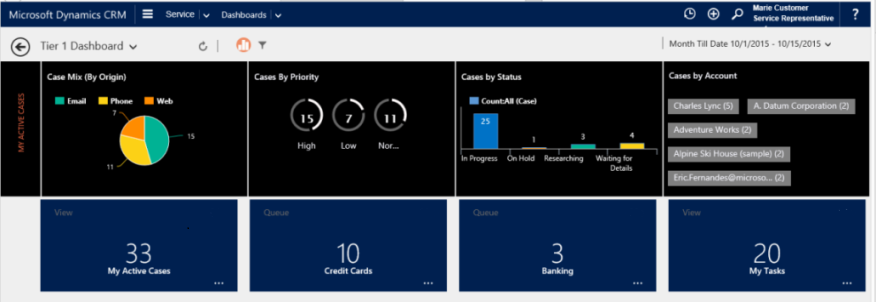 Microsoft Dynamics CRM Service Dashboards
Marie Customer
Service Representative
?
Tier 1 Dashboard
Month Till Date 10/1/2015 - 10/15/2015
MY ACTIVE CASES
Case Mix (By Origin)
Email Phone Web
7
15
11
Cases By Priority
15 7 11
High Low Nor...
Cases by Status
Count:All (Case)
25
1
3
4
In Progress On Hold Researching Waiting for
Details
Cases by Account
Charles Lync (5) A. Datum Corporation (2)
Adventure Works (2)
Alpine Ski House (sample) (2)
Eric.Fernandes@microso... (2)
View
33
My Active Cases
...
Queue
10
Credit Cards
...
Queue
3
Banking
...
View
20
My Tasks
...